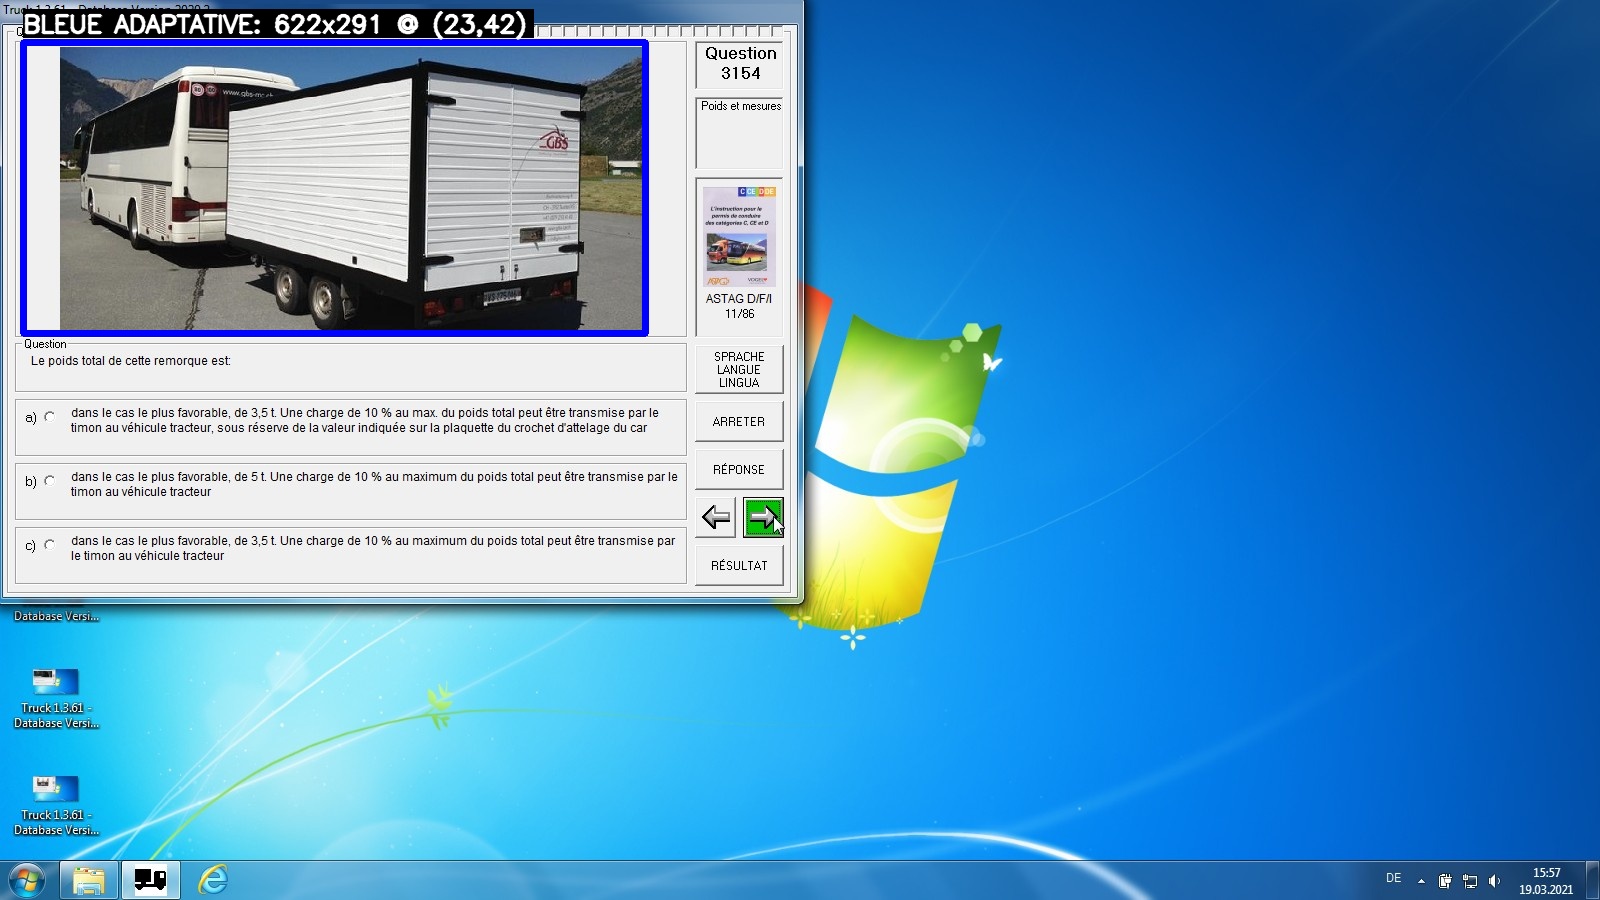 BLEUE ADAPTATIVE: 622x291 @ (23,42)
www.gbs-
80 100
GBS
Question
3154
Poids et mesures
C CE D DE
L'instruction pour le
permis de conduire
des catégories C, CE et D
ASTAG D/F/I
11/86
Question
Le poids total de cette remorque est:
a) dans le cas le plus favorable, de 3,5 t. Une charge de 10 % au max. du poids total peut être transmise par le
timon au véhicule tracteur, sous réserve de la valeur indiquée sur la plaquette du crochet d'attelage du car
b) dans le cas le plus favorable, de 5 t. Une charge de 10 % au maximum du poids total peut être transmise par le
timon au véhicule tracteur
c) dans le cas le plus favorable, de 3,5 t. Une charge de 10 % au maximum du poids total peut être transmise par
le timon au véhicule tracteur
SPRACHE
LANGUE
LINGUA
ARRETER
RÉPONSE
RÉSULTAT
Database Versi...
Truck 1.3.61 -
Database Versi...
Truck 1.3.61 -
Database Versi...
DE
15:57
19.03.2021